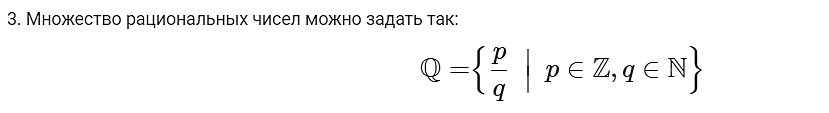 3. Множество рациональных чисел можно задать так:
ℚ = { p/q | p ∈ ℤ, q ∈ ℕ }